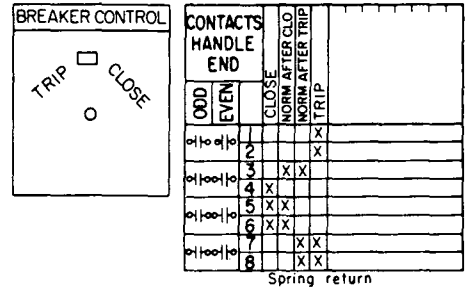 BREAKER CONTROL
TRIP
CLOSE
CONTACTS
HANDLE
END
ODD
EVEN
CLOSE
NORM AFTER CLO
NORM AFTER TRIP
TRIP
1 X
2 X
3 X X
4 X
5 X X
6 X X
7 X X
8 X X
Spring return